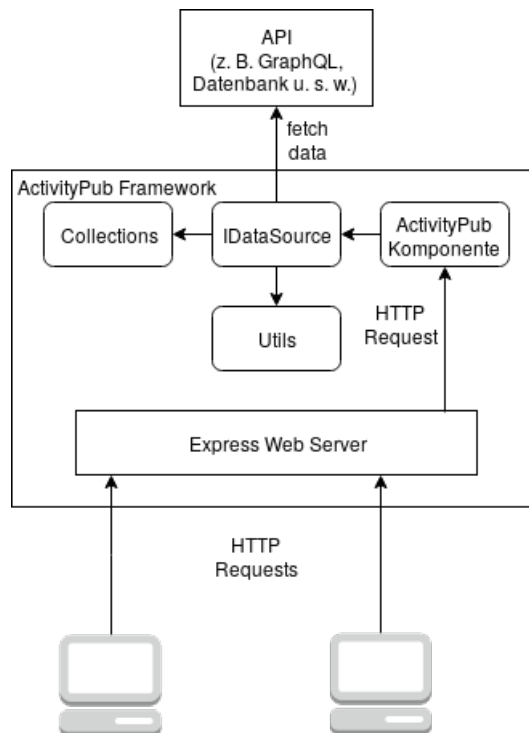 API
(z. B. GraphQL,
Datenbank u. s. w.)
fetch
data
ActivityPub Framework
Collections
IDataSource
ActivityPub
Komponente
HTTP
Request
Utils
Express Web Server
HTTP
Requests